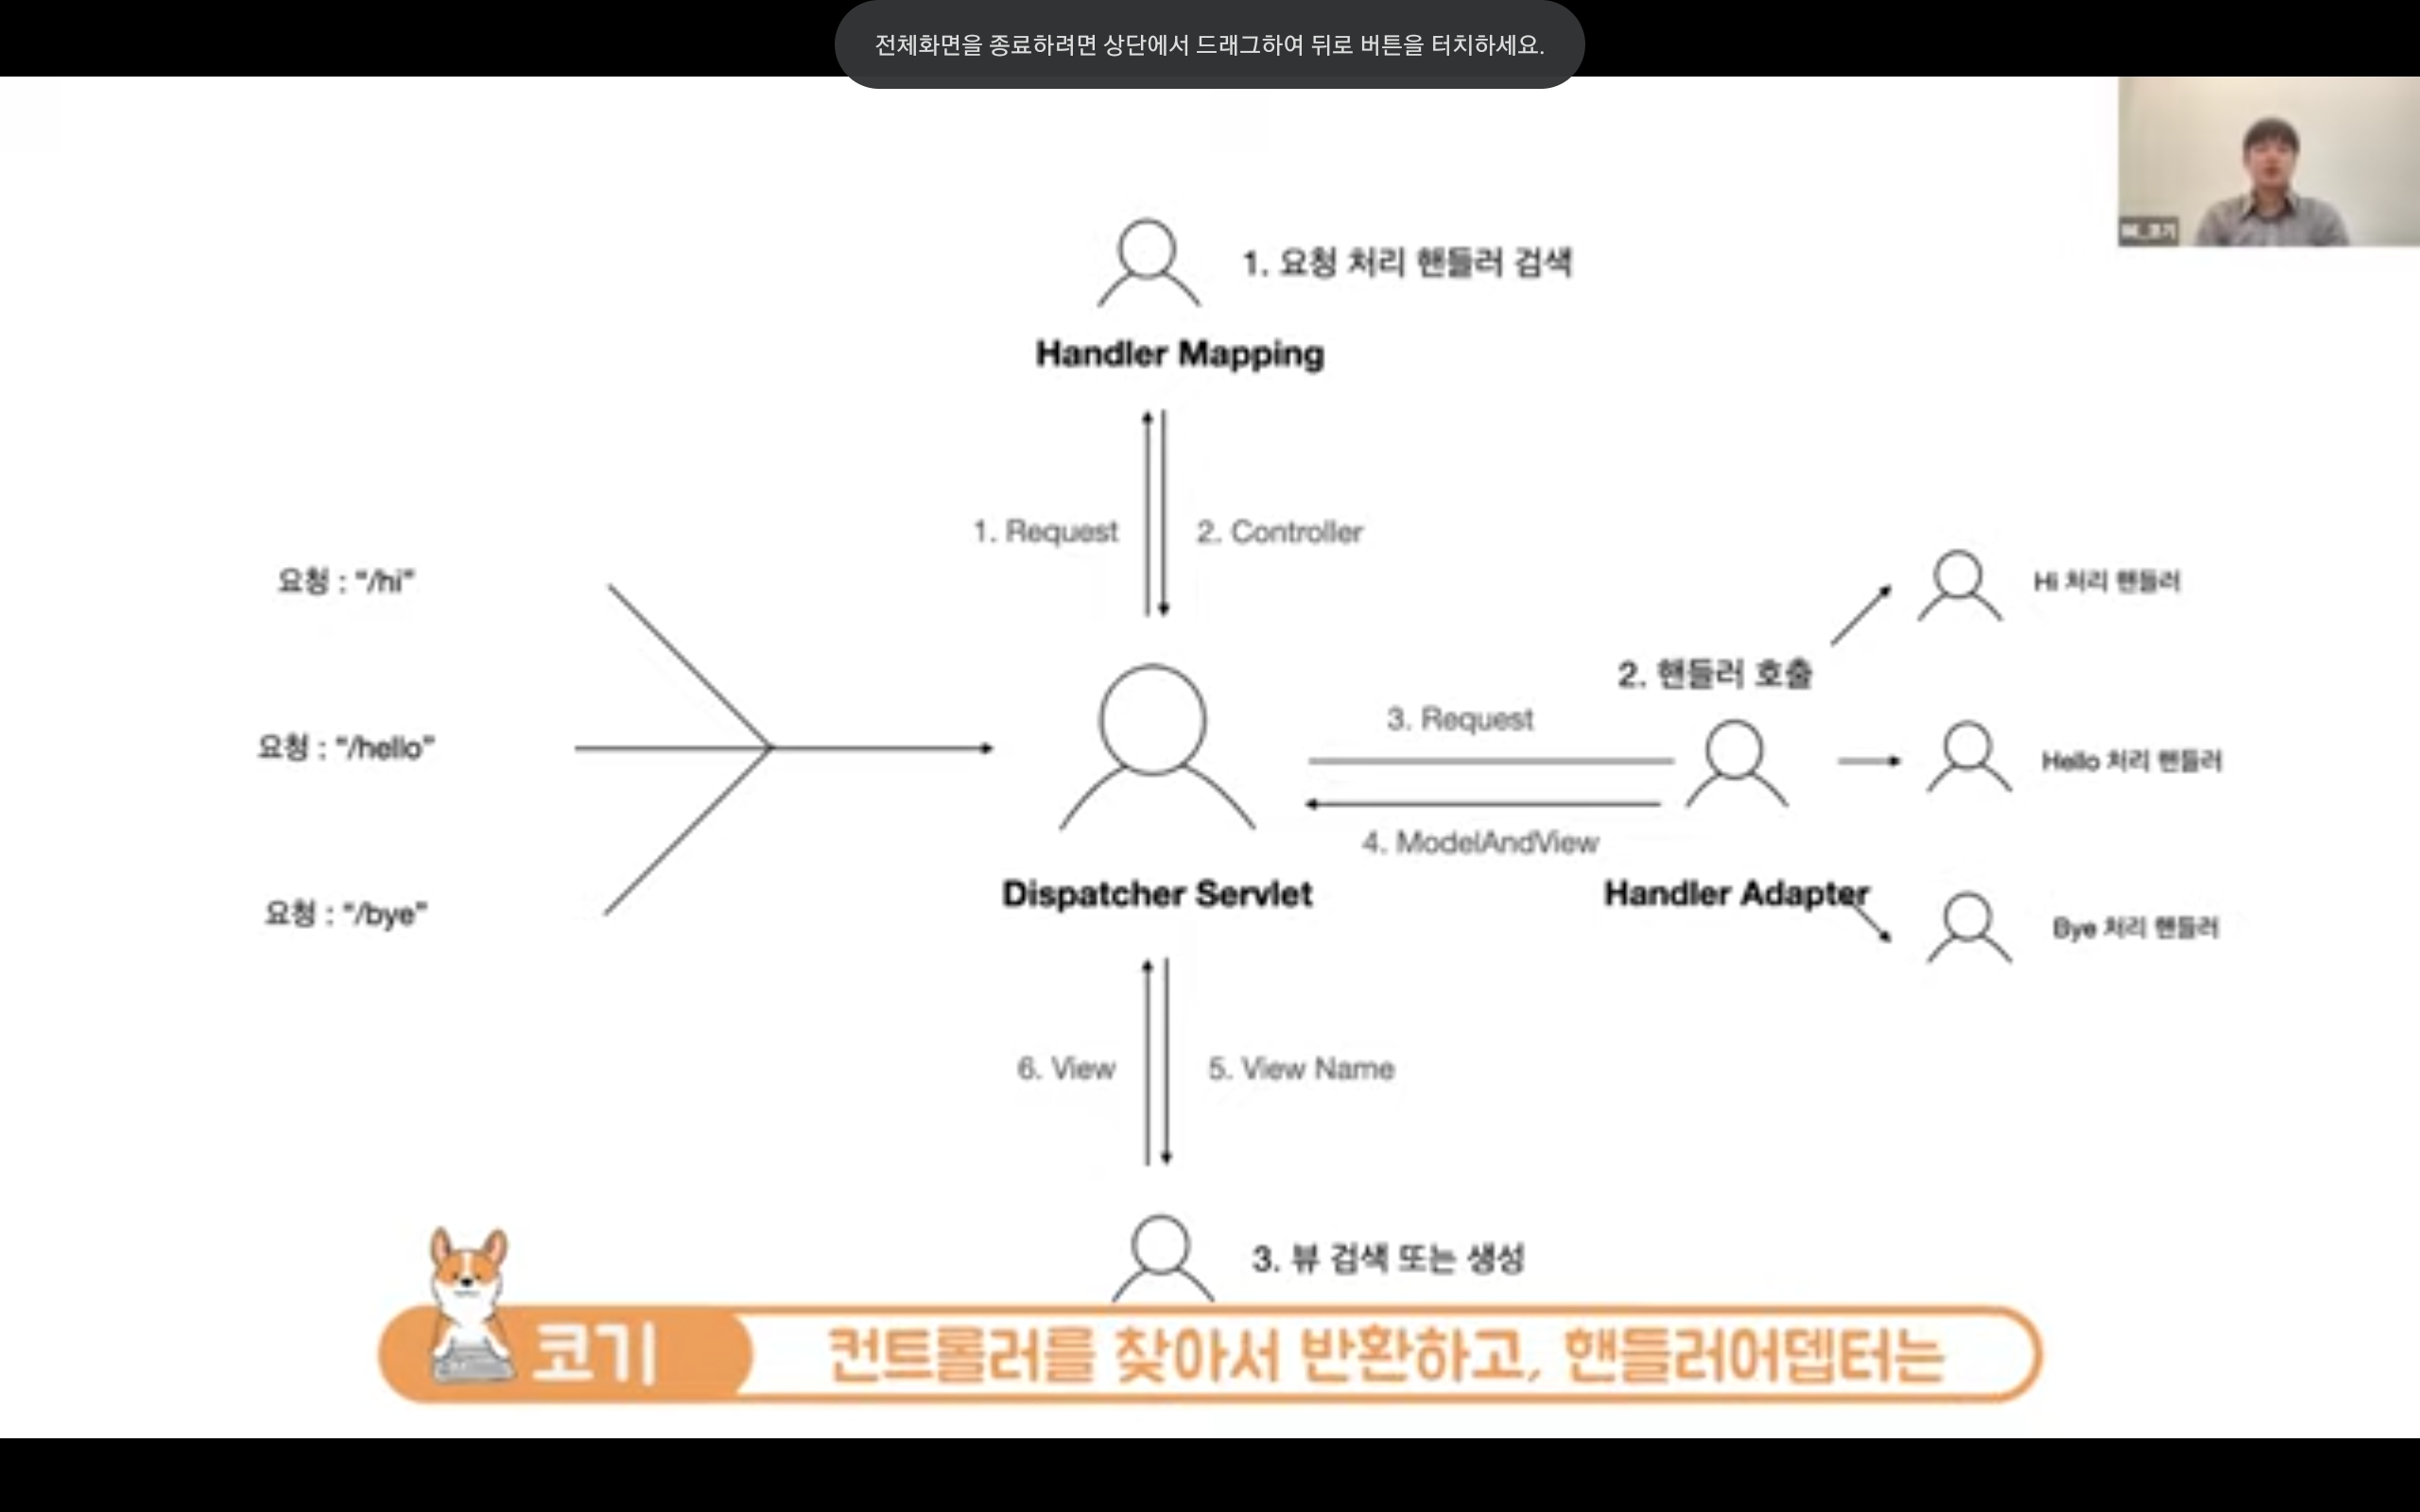 전체화면을 종료하려면 상단에서 드래그하여 뒤로 버튼을 터치하세요.
1. 요청 처리 핸들러 검색
Handler Mapping
1. Request
2. Controller
요청 : "/hi"
요청 : "/hello"
요청 : "/bye"
Hi 처리 핸들러
2. 핸들러 호출
3. Request
Hello 처리 핸들러
4. ModelAndView
Dispatcher Servlet
Handler Adapter
Bye 처리 핸들러
6. View
5. View Name
3. 뷰 검색 또는 생성
코기
컨트롤러를 찾아서 반환하고, 핸들러어뎁터는